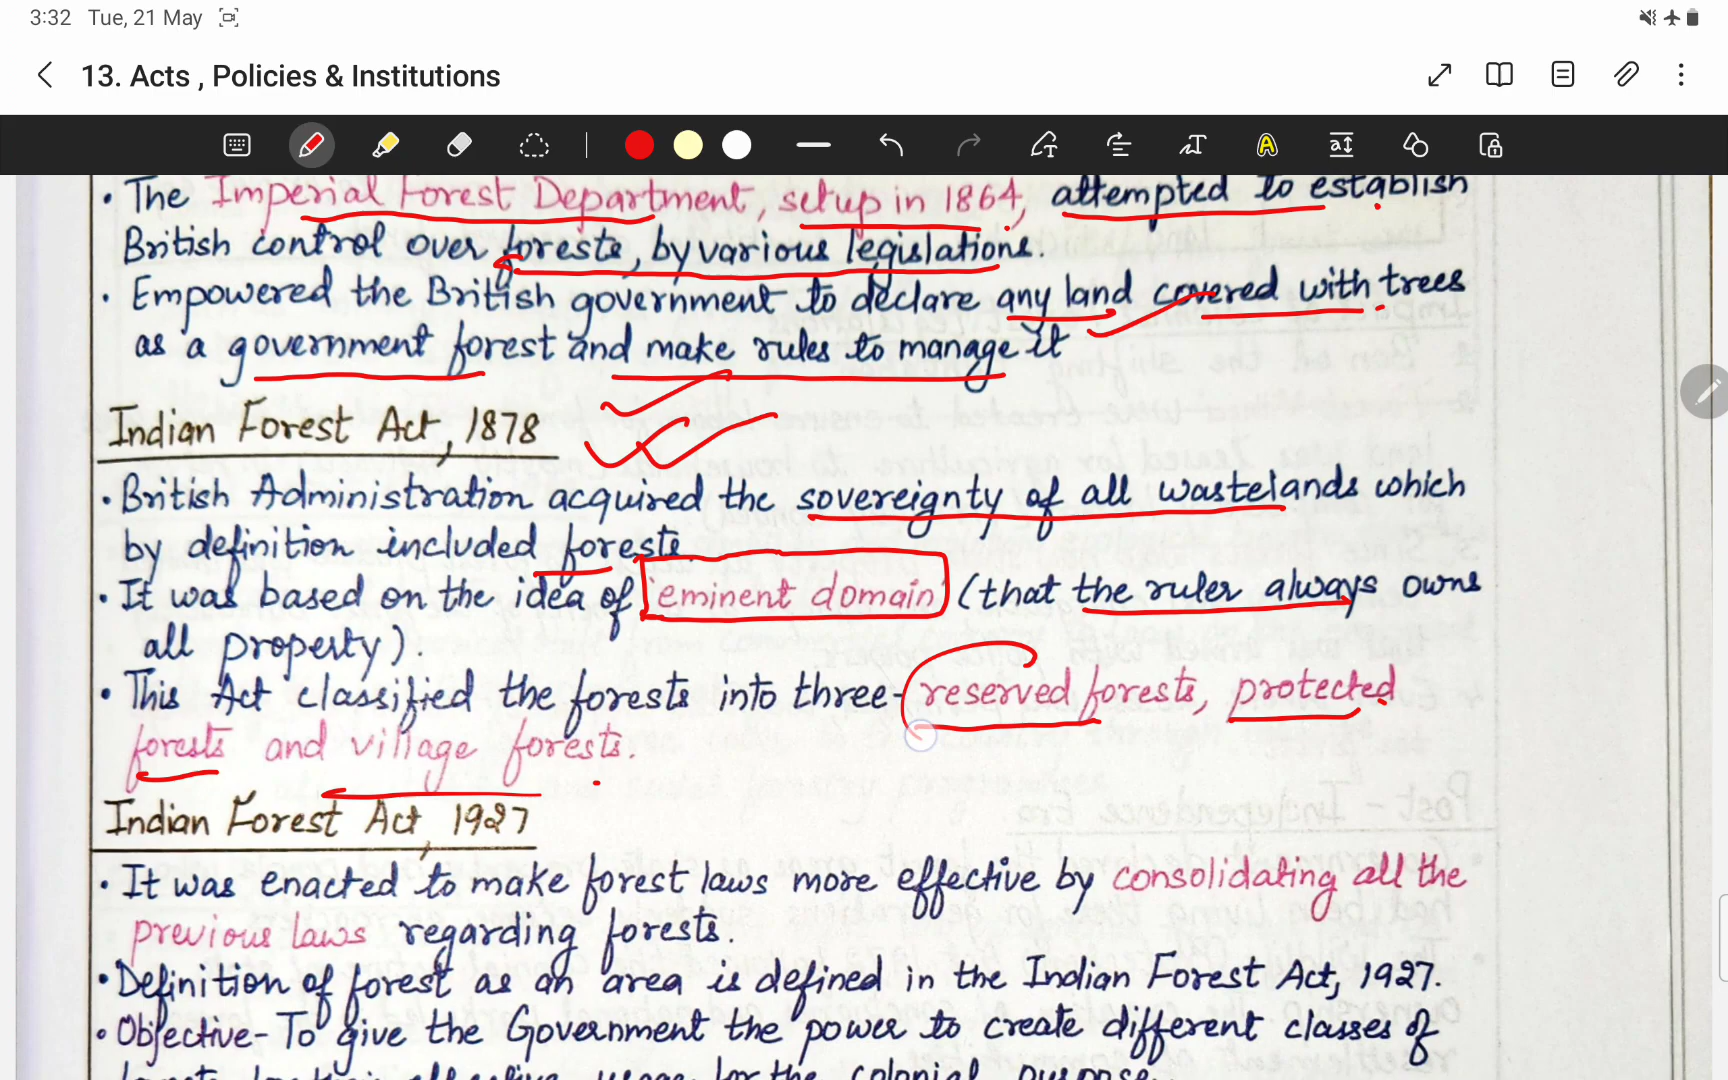 3:32 Tue, 21 May
13. Acts , Policies & Institutions
• The Imperial Forest Department, setup in 1864, attempted to establish
British control over forests, by various legislations.
• Empowered the British government to declare any land covered with trees
as a government forest and make rules to manage it
Indian Forest Act, 1878
• British Administration acquired the sovereignty of all wastelands which
by definition included forests
• It was based on the idea of eminent domain (that the ruler always owns
all property).
• This Act classified the forests into three- reserved forests, protected
forests and village forests.
Indian Forest Act, 1927
• It was enacted to make forest laws more effective by consolidating all the
previous laws regarding forests.
• Definition of forest as an area is defined in the Indian Forest Act, 1927.
• Objective- To give the Government the power to create different classes of